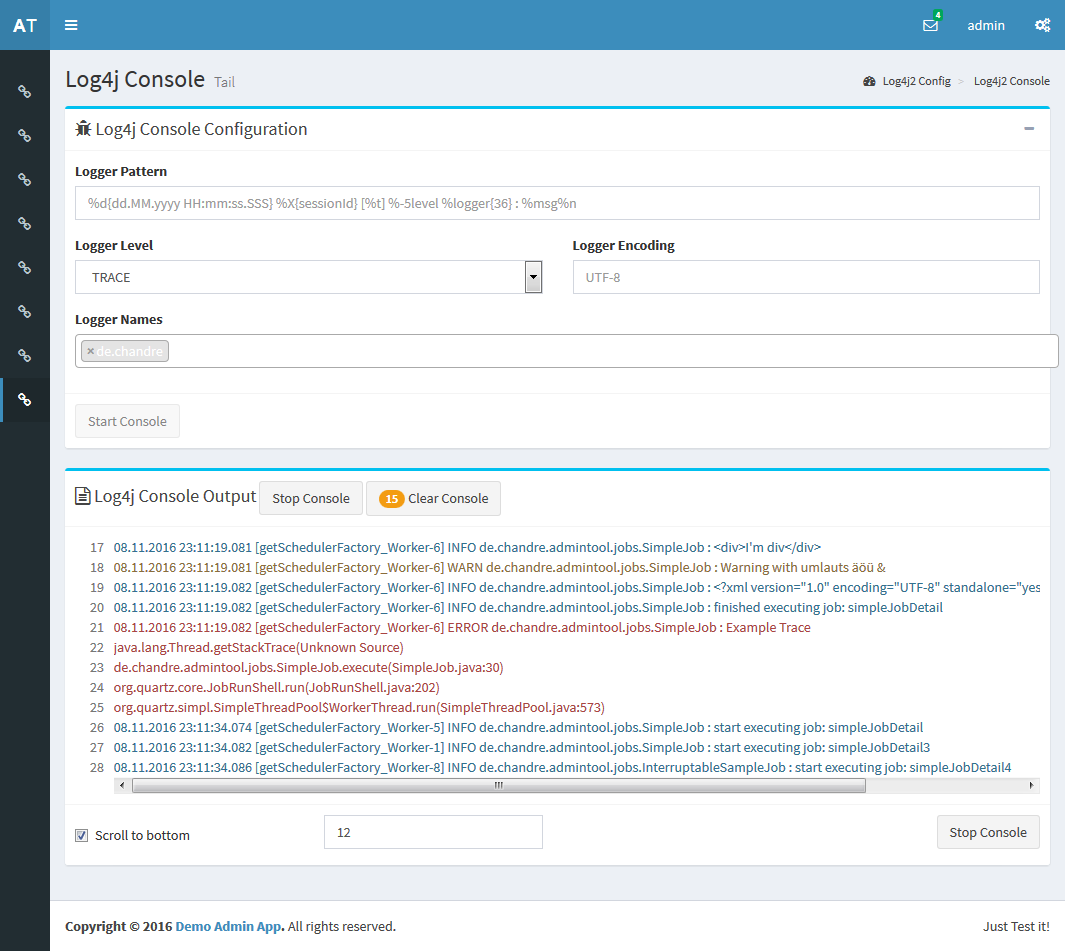 AT
4
admin
Log4j Console Tail
Log4j2 Config > Log4j2 Console
Log4j Console Configuration
Logger Pattern
%d{dd.MM.yyyy HH:mm:ss.SSS} %X{sessionId} [%t] %-5level %logger{36} : %msg%n
Logger Level
Logger Encoding
TRACE
UTF-8
Logger Names
×de.chandre
Start Console
Log4j Console Output Stop Console 15 Clear Console
17 08.11.2016 23:11:19.081 [getSchedulerFactory_Worker-6] INFO de.chandre.admintool.jobs.SimpleJob : <div>I'm div</div>
18 08.11.2016 23:11:19.081 [getSchedulerFactory_Worker-6] WARN de.chandre.admintool.jobs.SimpleJob : Warning with umlauts äöü &
19 08.11.2016 23:11:19.082 [getSchedulerFactory_Worker-6] INFO de.chandre.admintool.jobs.SimpleJob : <?xml version="1.0" encoding="UTF-8" standalone="yes
20 08.11.2016 23:11:19.082 [getSchedulerFactory_Worker-6] INFO de.chandre.admintool.jobs.SimpleJob : finished executing job: simpleJobDetail
21 08.11.2016 23:11:19.082 [getSchedulerFactory_Worker-6] ERROR de.chandre.admintool.jobs.SimpleJob : Example Trace
22 java.lang.Thread.getStackTrace(Unknown Source)
23 de.chandre.admintool.jobs.SimpleJob.execute(SimpleJob.java:30)
24 org.quartz.core.JobRunShell.run(JobRunShell.java:202)
25 org.quartz.simpl.SimpleThreadPool$WorkerThread.run(SimpleThreadPool.java:573)
26 08.11.2016 23:11:34.074 [getSchedulerFactory_Worker-5] INFO de.chandre.admintool.jobs.SimpleJob : start executing job: simpleJobDetail
27 08.11.2016 23:11:34.082 [getSchedulerFactory_Worker-1] INFO de.chandre.admintool.jobs.SimpleJob : start executing job: simpleJobDetail3
28 08.11.2016 23:11:34.086 [getSchedulerFactory_Worker-8] INFO de.chandre.admintool.jobs.InterruptableSampleJob : start executing job: simpleJobDetail4
Scroll to bottom
12
Stop Console
Copyright © 2016 Demo Admin App. All rights reserved.
Just Test it!